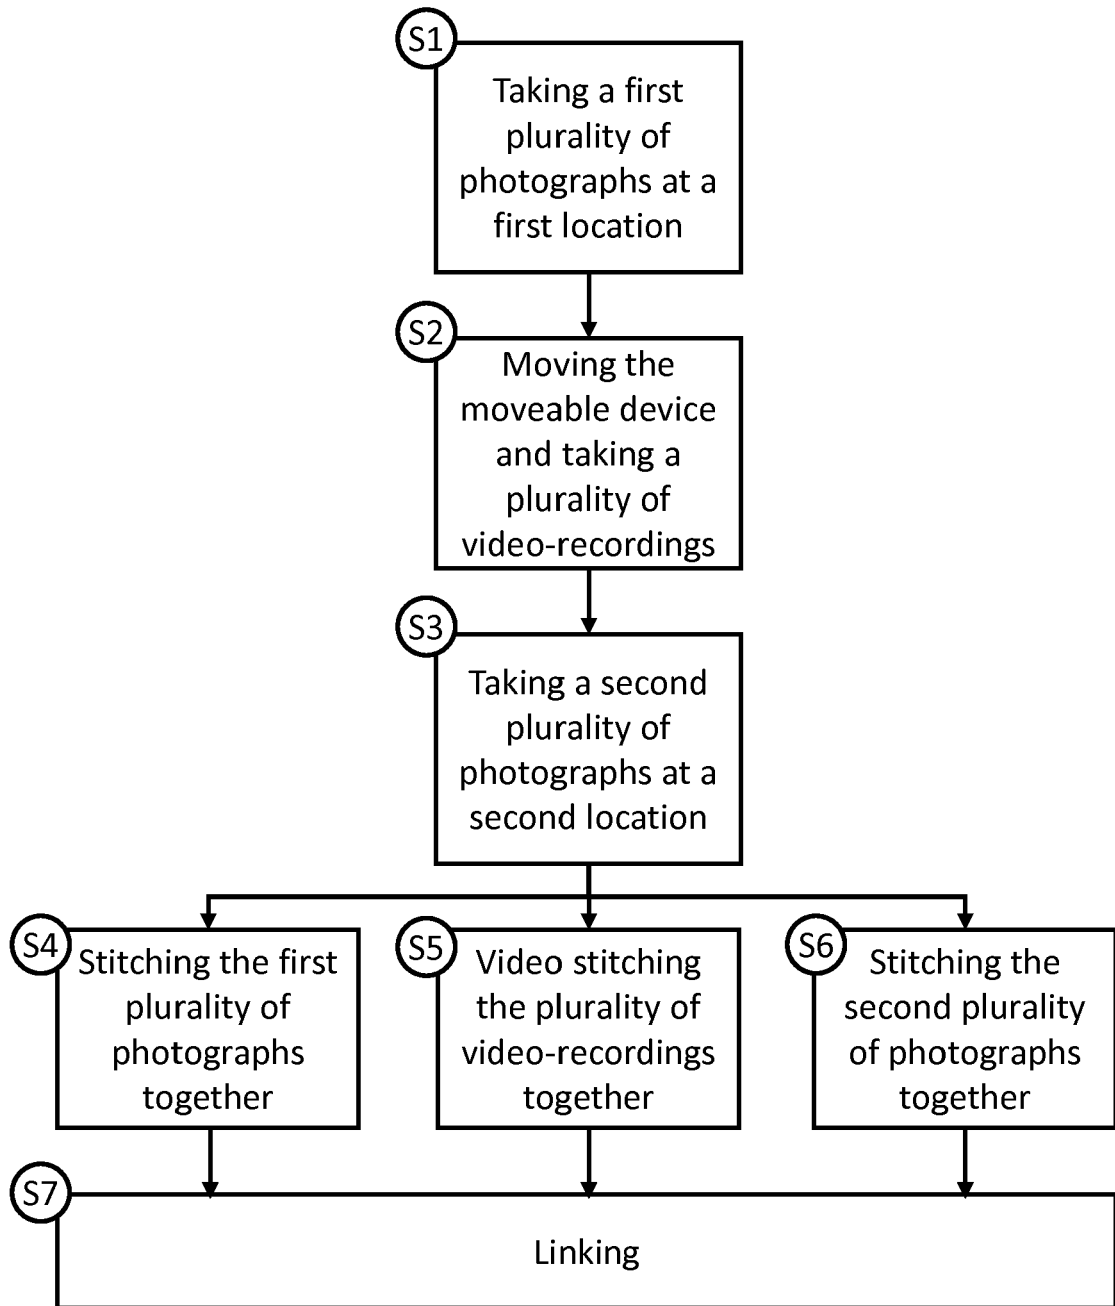 S1
Taking a first
plurality of
photographs at a
first location
S2
Moving the
moveable device
and taking a
plurality of
video-recordings
S3
Taking a second
plurality of
photographs at a
second location
S4
Stitching the first
plurality of
photographs
together
S5
Video stitching
the plurality of
video-recordings
together
S6
Stitching the
second plurality
of photographs
together
S7
Linking